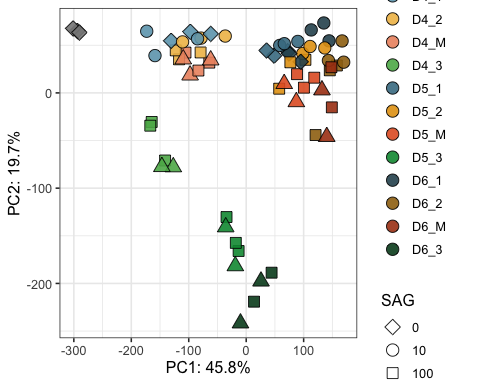 D4_2
D4_M
D4_3
D5_1
D5_2
D5_M
D5_3
D6_1
D6_2
D6_M
D6_3
SAG
0
10
100
0
-100
-200
-300
-200
-100
0
100
PC1: 45.8%
PC2: 19.7%